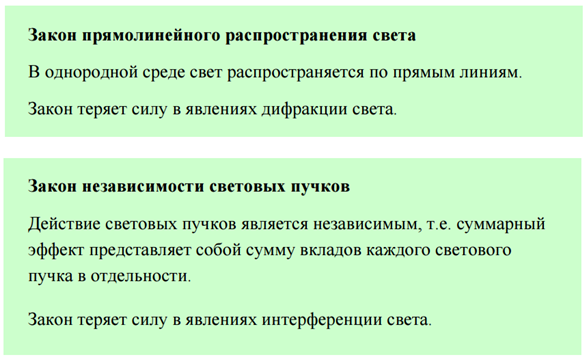 Закон прямолинейного распространения света
В однородной среде свет распространяется по прямым линиям.
Закон теряет силу в явлениях дифракции света.
Закон независимости световых пучков
Действие световых пучков является независимым, т.е. суммарный
эффект представляет собой сумму вкладов каждого светового
пучка в отдельности.
Закон теряет силу в явлениях интерференции света.